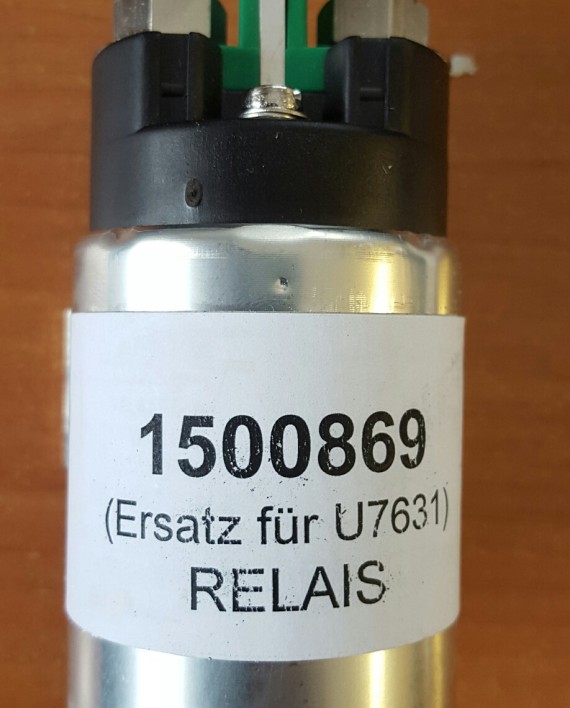 1500869
(Ersatz für U7631)
RELAIS